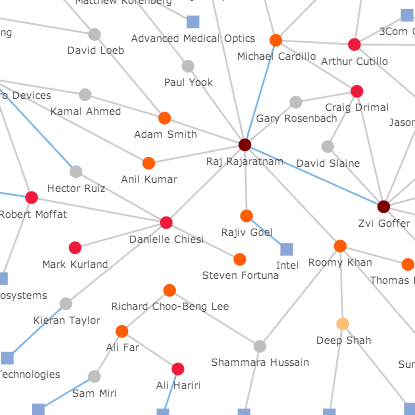 Matthew Korenberg
ng
David Loeb
Advanced Medical Optics
3Com C
Michael Cardillo
Arthur Cutillo
Paul Yook
o Devices
Kamal Ahmed
Craig Drimal
Gary Rosenbach
Adam Smith
Jason
Raj Rajaratnam
David Slaine
Anil Kumar
Hector Ruiz
Robert Moffat
Zvi Goffer
Danielle Chiesi
Rajiv Goel
Mark Kurland
Intel
Roomy Khan
Steven Fortuna
Thomas
osystems
Richard Choo-Beng Lee
Kieran Taylor
Deep Shah
Ali Far
Shammara Hussain
Sun
Technologies
Ali Hariri
Sam Miri